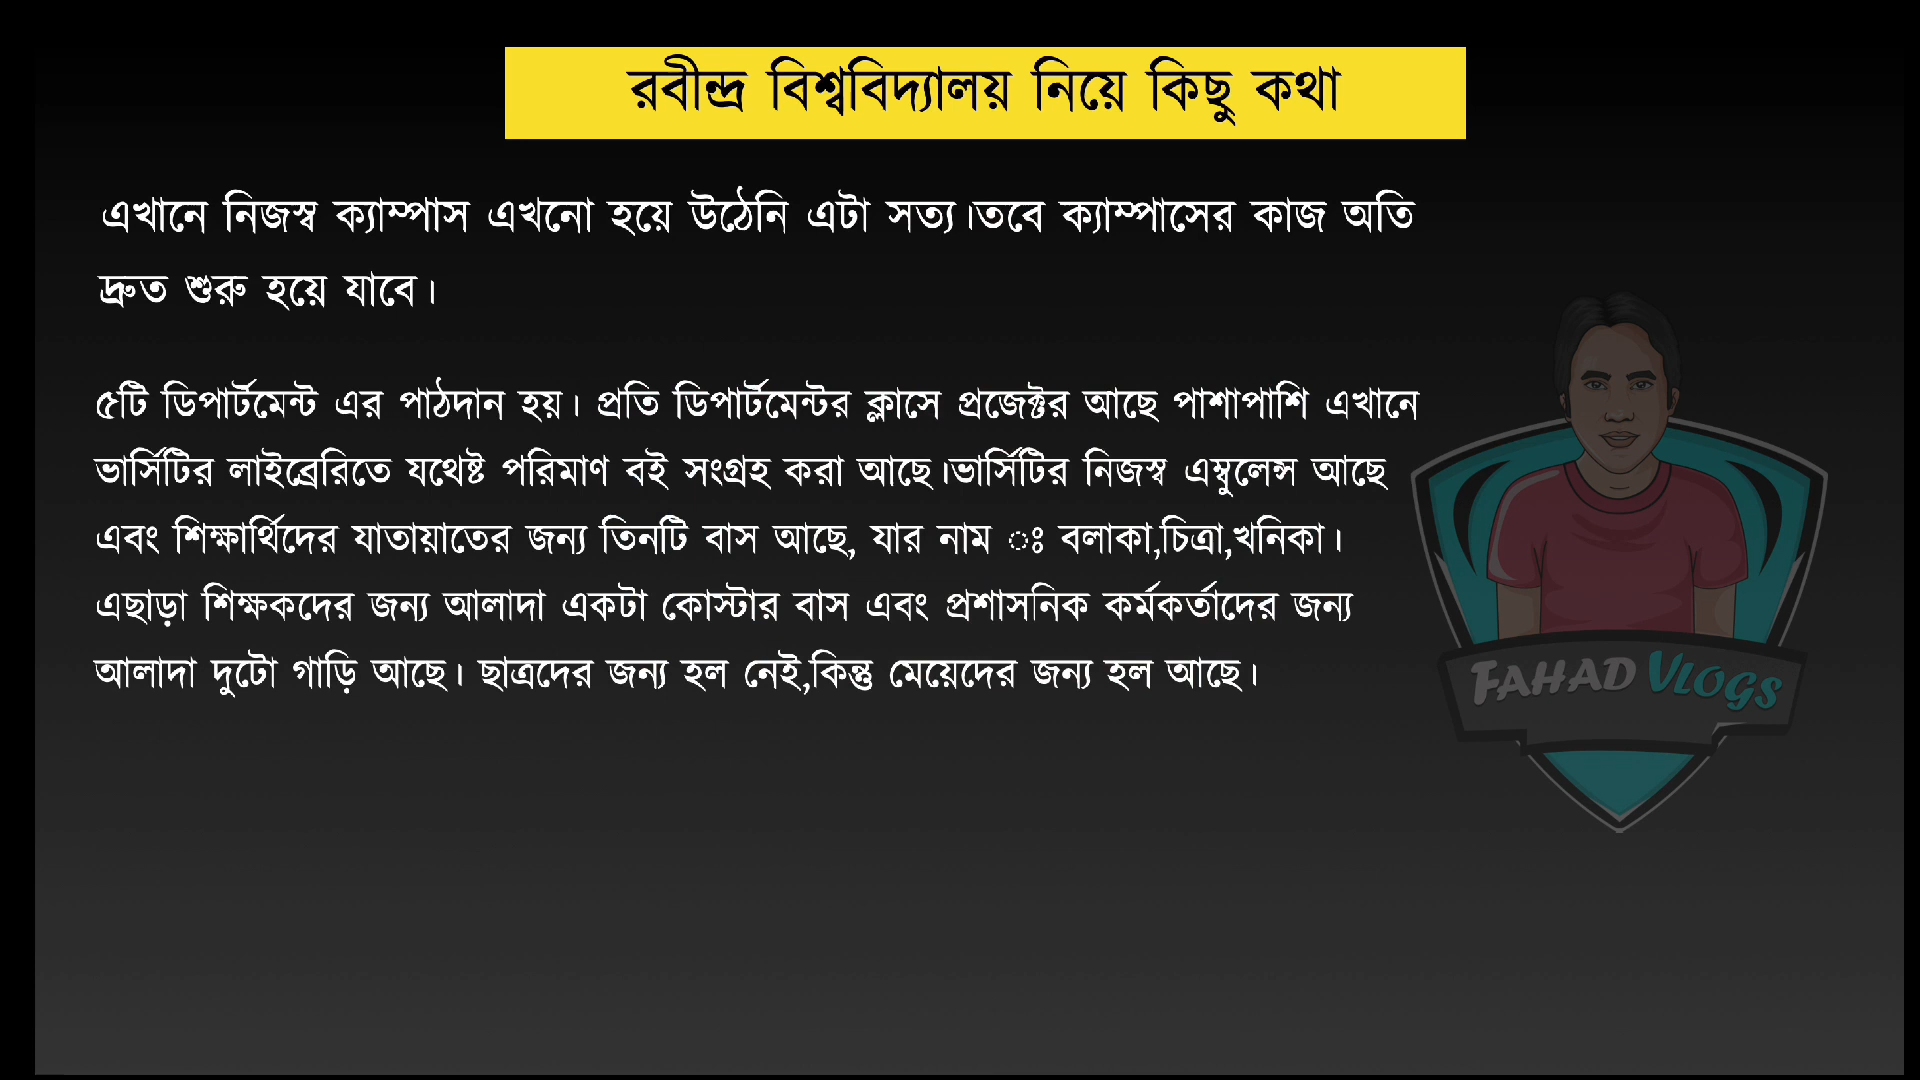 রবীন্দ্র বিশ্ববিদ্যালয় নিয়ে কিছু কথা
এখানে নিজস্ব ক্যাম্পাস এখনো হয়ে উঠেনি এটা সত্য।তবে ক্যাম্পাসের কাজ অতি
দ্রুত শুরু হয়ে যাবে।
৫টি ডিপার্টমেন্ট এর পাঠদান হয়। প্রতি ডিপার্টমেন্টর ক্লাসে প্রজেক্টর আছে পাশাপাশি এখানে
ভার্সিটির লাইব্রেরিতে যথেষ্ট পরিমাণ বই সংগ্রহ করা আছে।ভার্সিটির নিজস্ব এম্বুলেন্স আছে
এবং শিক্ষার্থিদের যাতায়াতের জন্য তিনটি বাস আছে, যার নাম ঃ বলাকা,চিত্রা,খনিকা।
এছাড়া শিক্ষকদের জন্য আলাদা একটা কোস্টার বাস এবং প্রশাসনিক কর্মকর্তাদের জন্য
আলাদা দুটো গাড়ি আছে। ছাত্রদের জন্য হল নেই,কিন্তু মেয়েদের জন্য হল আছে।
FAHAD VLOGS